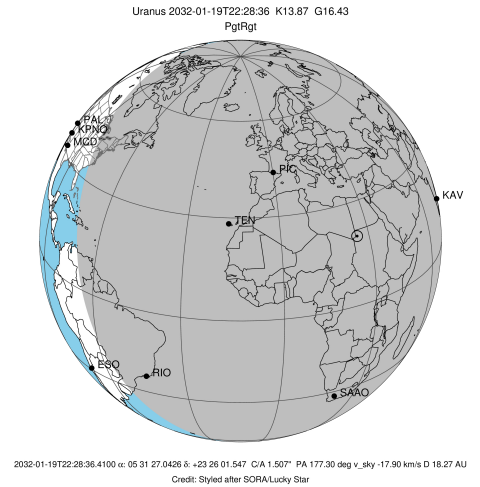 Uranus 2032-01-19T22:28:36 K13.87 G16.43
PgtRgt
PAL
KPNO
MCD
PIC
KAV
TEN
ESO
RIO
SAAO
2032-01-19T22:28:36.4100 α: 05 31 27.0426 δ: +23 26 01.547 C/A 1.507" PA 177.30 deg v_sky -17.90 km/s D 18.27 AU
Credit: Styled after SORA/Lucky Star